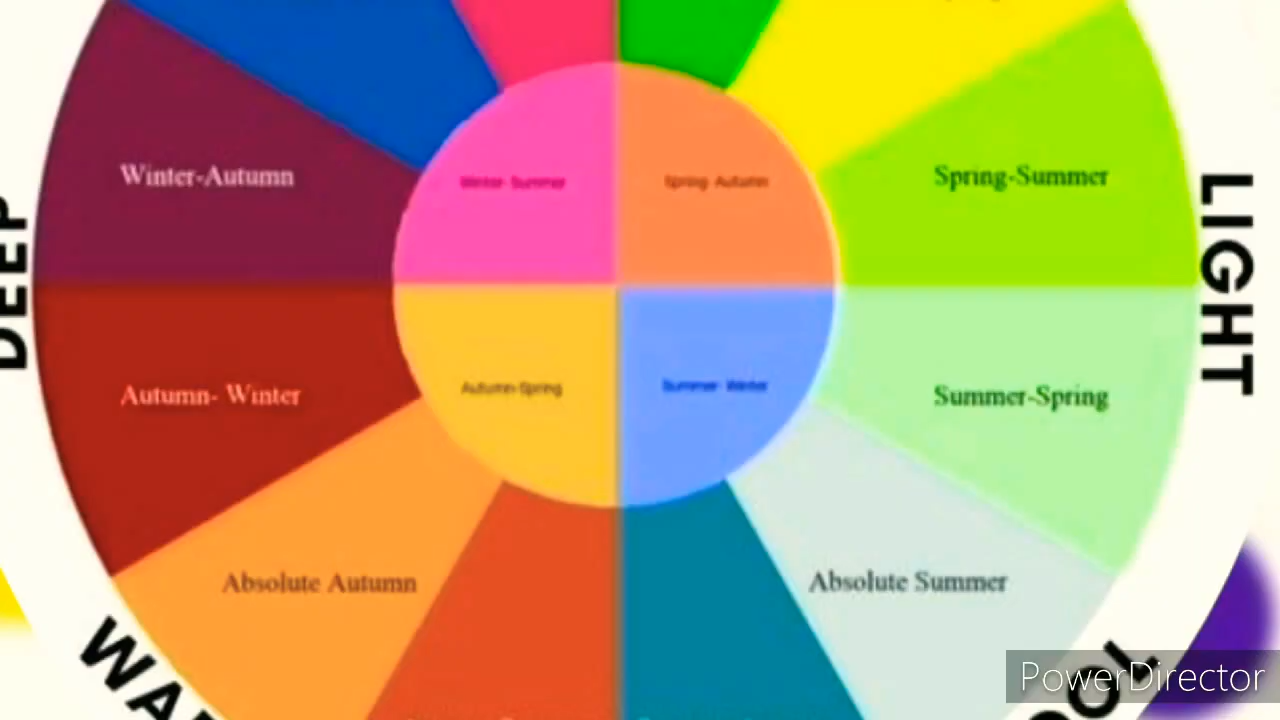 Winter-Autumn
Winter- Summer
Spring- Autumn
Spring-Summer
DEEP
LIGHT
Autumn- Winter
Autumn-Spring
Summer- Winter
Summer-Spring
Absolute Autumn
Absolute Summer
PowerDirector